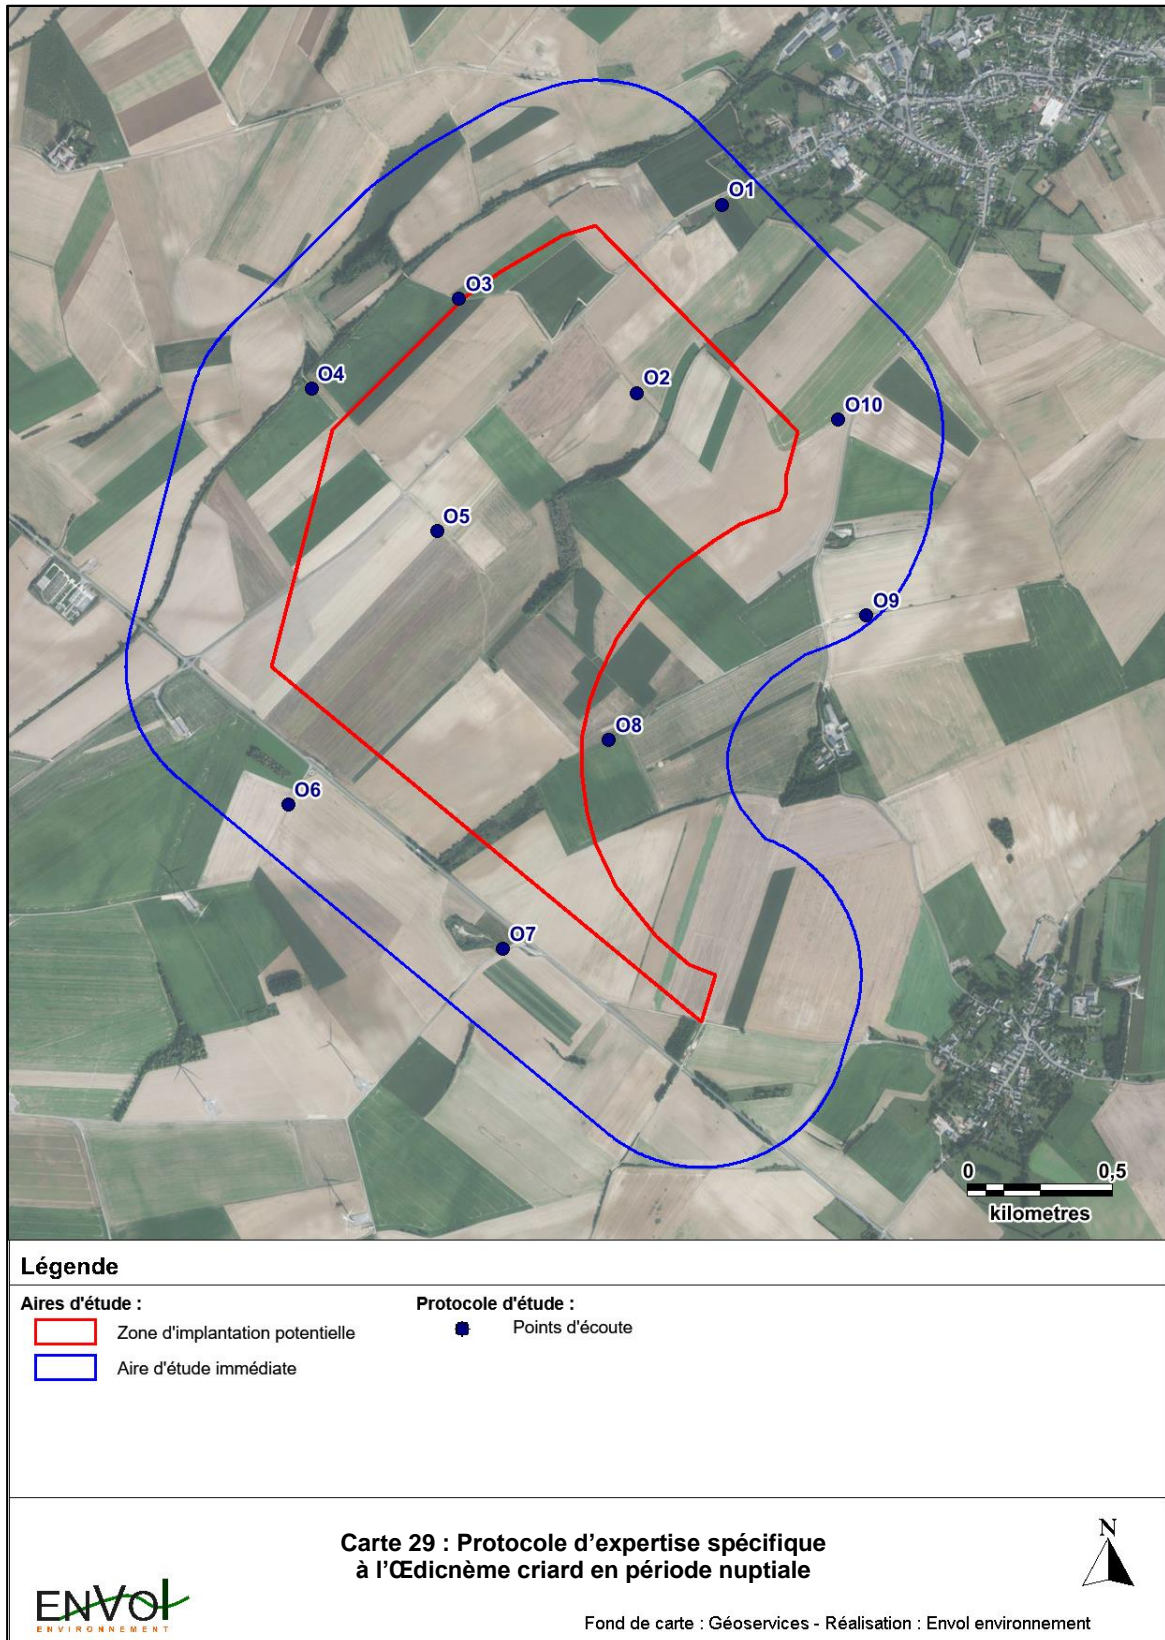 O1
O3
O4
O2
O10
O5
O9
O8
O6
O7
0 0,5
kilometres
Légende
Aires d'étude :
Protocole d'étude :
Zone d'implantation potentielle
Points d'écoute
Aire d'étude immédiate
Carte 29 : Protocole d'expertise spécifique
à l'Œdicnème criard en période nuptiale
N
ENVOl
ENVIRONNEMENT
Fond de carte : Géoservices - Réalisation : Envol environnement